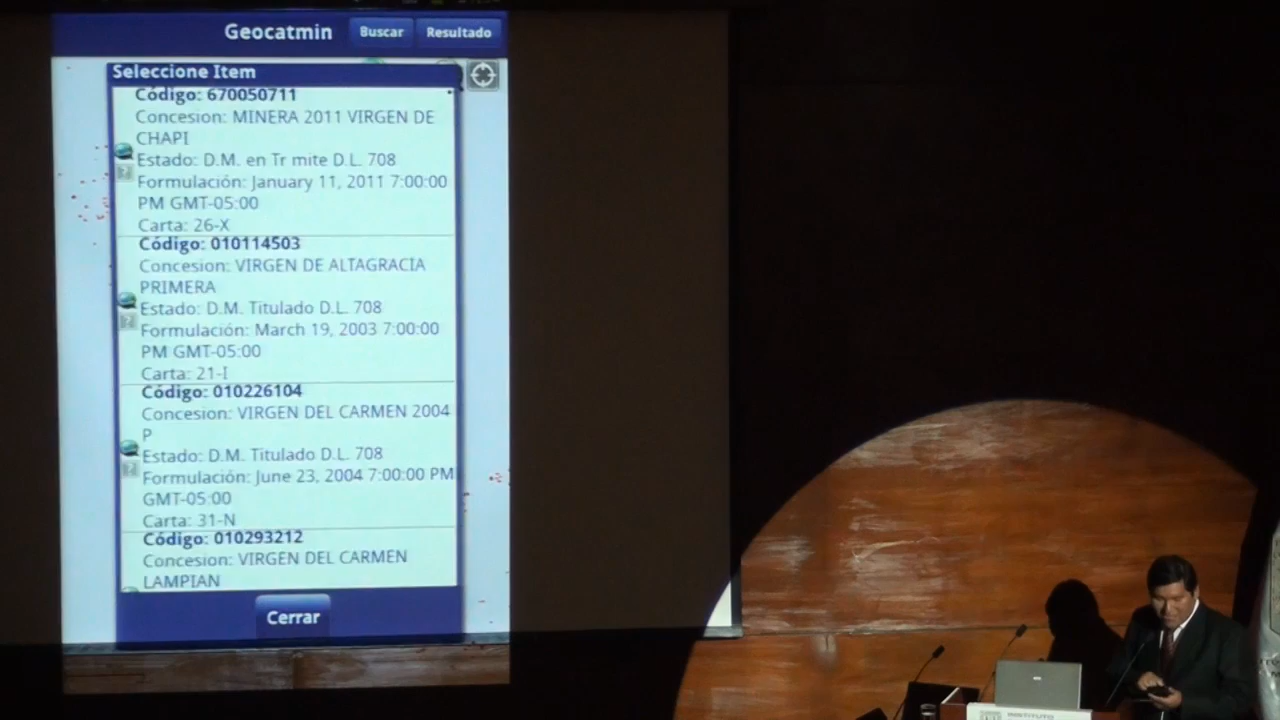 Geocatmin
Buscar
Resultado
Seleccione Item
Código: 670050711
Concesion: MINERA 2011 VIRGEN DE
CHAPI
Estado: D.M. en Tr mite D.L. 708
Formulación: January 11, 2011 7:00:00
PM GMT-05:00
Carta: 26-X
Código: 010114503
Concesion: VIRGEN DE ALTAGRACIA
PRIMERA
Estado: D.M. Titulado D.L. 708
Formulación: March 19, 2003 7:00:00
PM GMT-05:00
Carta: 21-I
Código: 010226104
Concesion: VIRGEN DEL CARMEN 2004
P
Estado: D.M. Titulado D.L. 708
Formulación: June 23, 2004 7:00:00 PM
GMT-05:00
Carta: 31-N
Código: 010293212
Concesion: VIRGEN DEL CARMEN
LAMPIAN
Cerrar
INSTITUTO